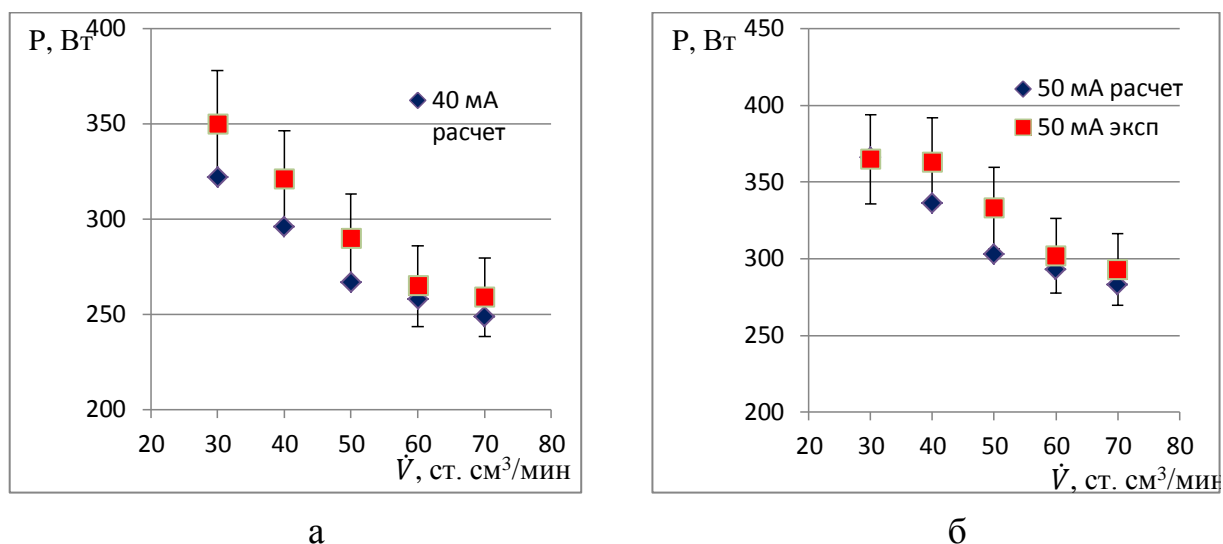 P, Вт
400
350
300
250
200
20 30 40 50 60 70 80
V̇, ст. см³/мин
40 мА
расчет
а
P, Вт
450
400
350
300
250
200
20 30 40 50 60 70 80
V̇, ст. см³/мин
50 мА расчет
50 мА эксп
б